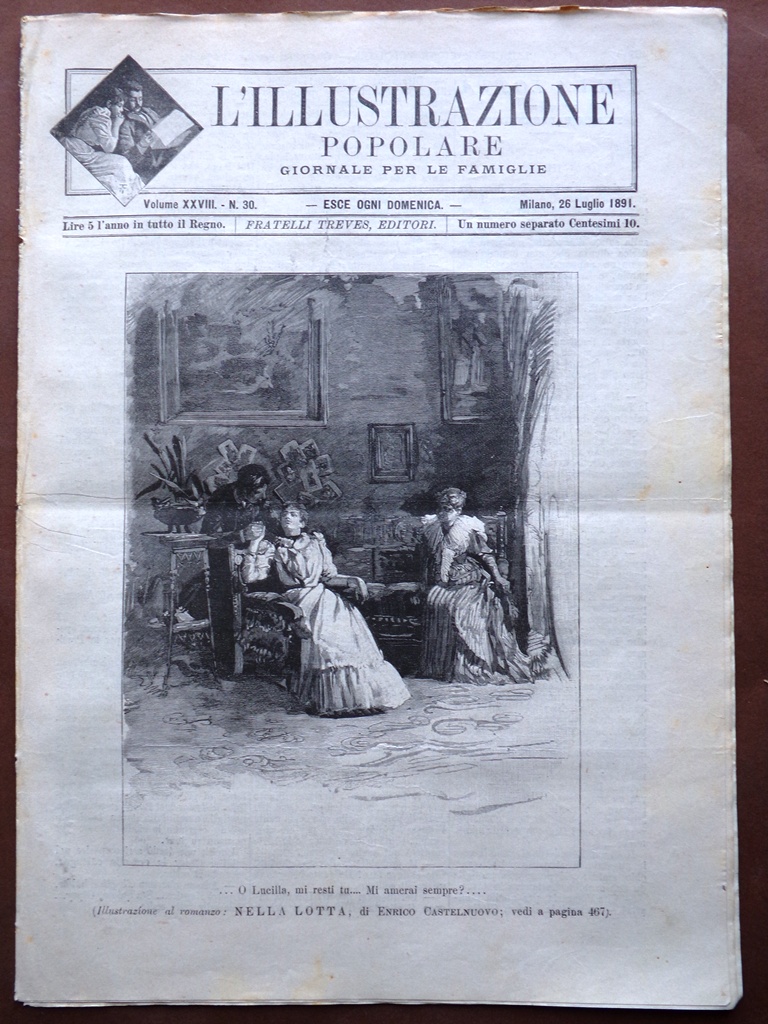 L'ILLUSTRAZIONE
POPOLARE
GIORNALE PER LE FAMIGLIE
Volume XXVIII. - N. 30. — ESCE OGNI DOMENICA. — Milano, 26 Luglio 1891.
Lire 5 l'anno in tutto il Regno. FRATELLI TREVES, EDITORI. Un numero separato Centesimi 10.
... O Lucilla, mi resti tu.... Mi amerai sempre?....
(Illustrazione al romanzo: NELLA LOTTA, di ENRICO CASTELNUOVO; vedi a pagina 467).